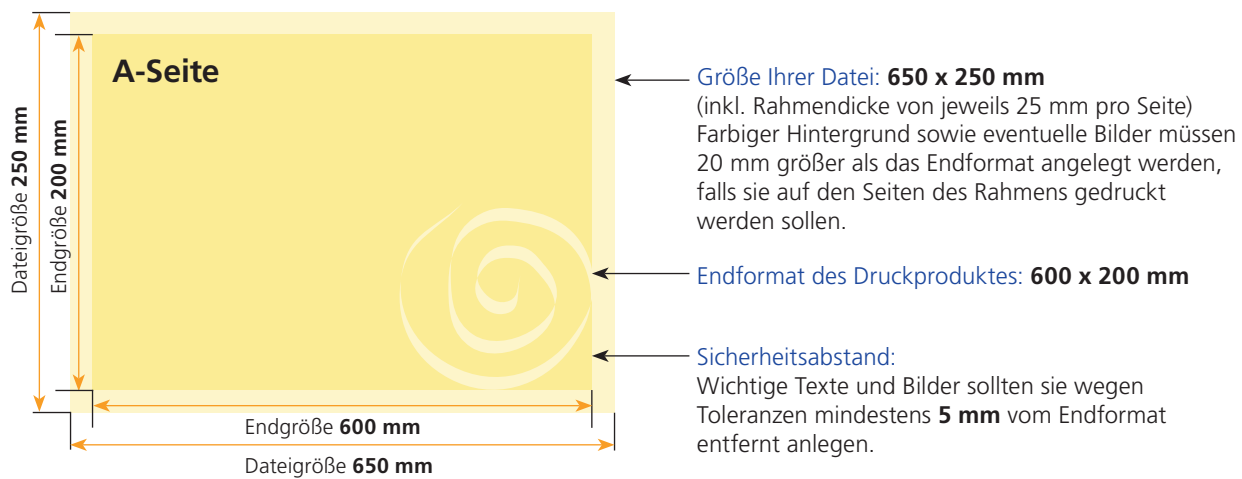 A-Seite
Dateigröße 250 mm
Endgröße 200 mm
Größe Ihrer Datei: 650 x 250 mm
(inkl. Rahmendicke von jeweils 25 mm pro Seite)
Farbiger Hintergrund sowie eventuelle Bilder müssen
20 mm größer als das Endformat angelegt werden,
falls sie auf den Seiten des Rahmens gedruckt
werden sollen.
Endformat des Druckproduktes: 600 x 200 mm
Sicherheitsabstand:
Wichtige Texte und Bilder sollten sie wegen
Toleranzen mindestens 5 mm vom Endformat
entfernt anlegen.
Endgröße 600 mm
Dateigröße 650 mm